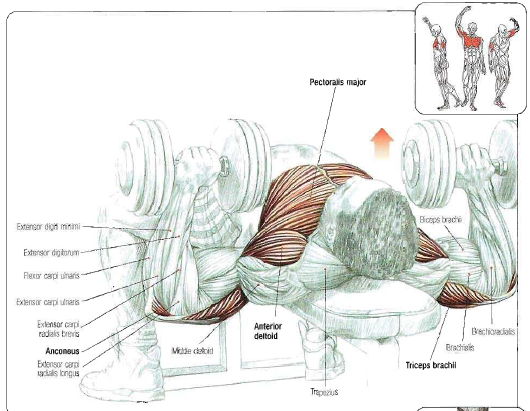 Pectoralis major
Extensor digiti minimi
Extensor digitorum
Flexor carpi ulnaris
Extensor carpi ulnaris
Extensor carpi
radialis brevis
Anconeus
Extensor carpi
radialis longus
Middle deltoid
Anterior
deltoid
Trapezius
Biceps brachii
Brachioradialis
Brachialis
Triceps brachii